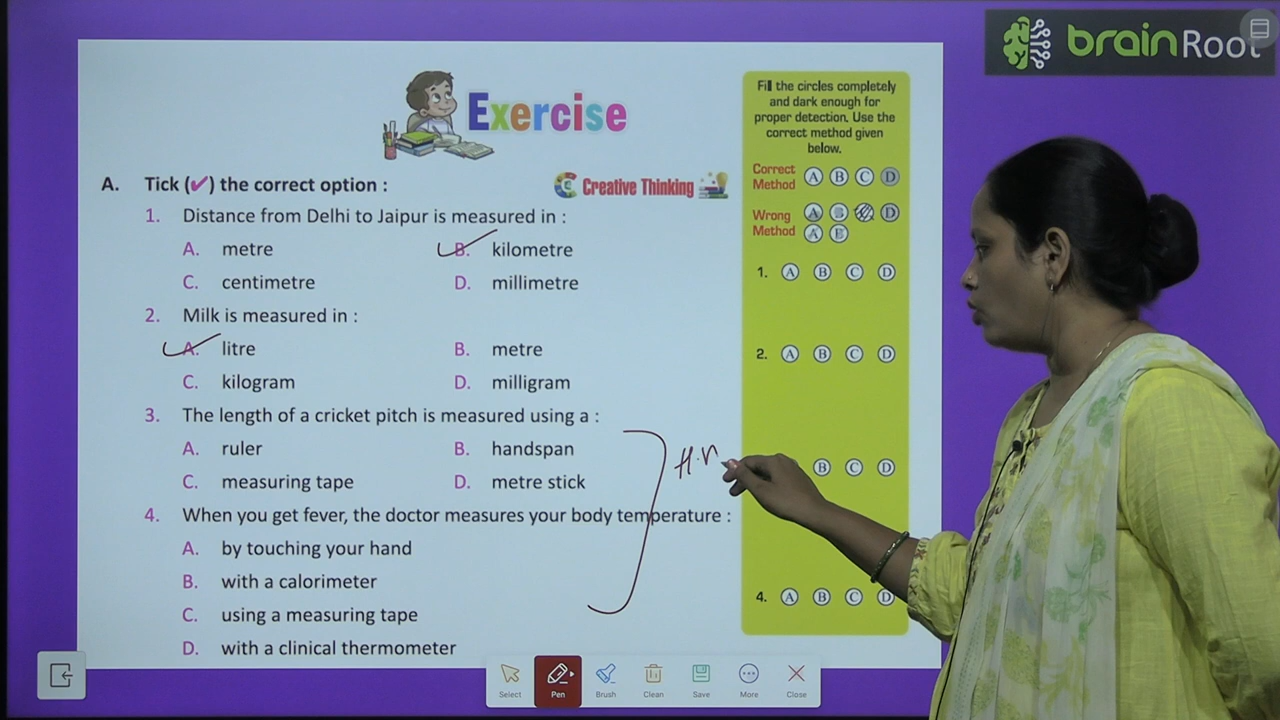 brainRoot
Exercise
A. Tick (✓) the correct option :
Creative Thinking
1. Distance from Delhi to Jaipur is measured in :
A. metre B. kilometre
C. centimetre D. millimetre
2. Milk is measured in :
A. litre B. metre
C. kilogram D. milligram
3. The length of a cricket pitch is measured using a :
A. ruler B. handspan
C. measuring tape D. metre stick
4. When you get fever, the doctor measures your body temperature :
A. by touching your hand
B. with a calorimeter
C. using a measuring tape
D. with a clinical thermometer
H.
Fill the circles completely
and dark enough for
proper detection. Use the
correct method given
below.
Correct
Method A B C D
Wrong
Method A B D
A B
1. A B C D
2. A B C D
B C D
4. A B C D
Select Pen Brush Clean Save More Close